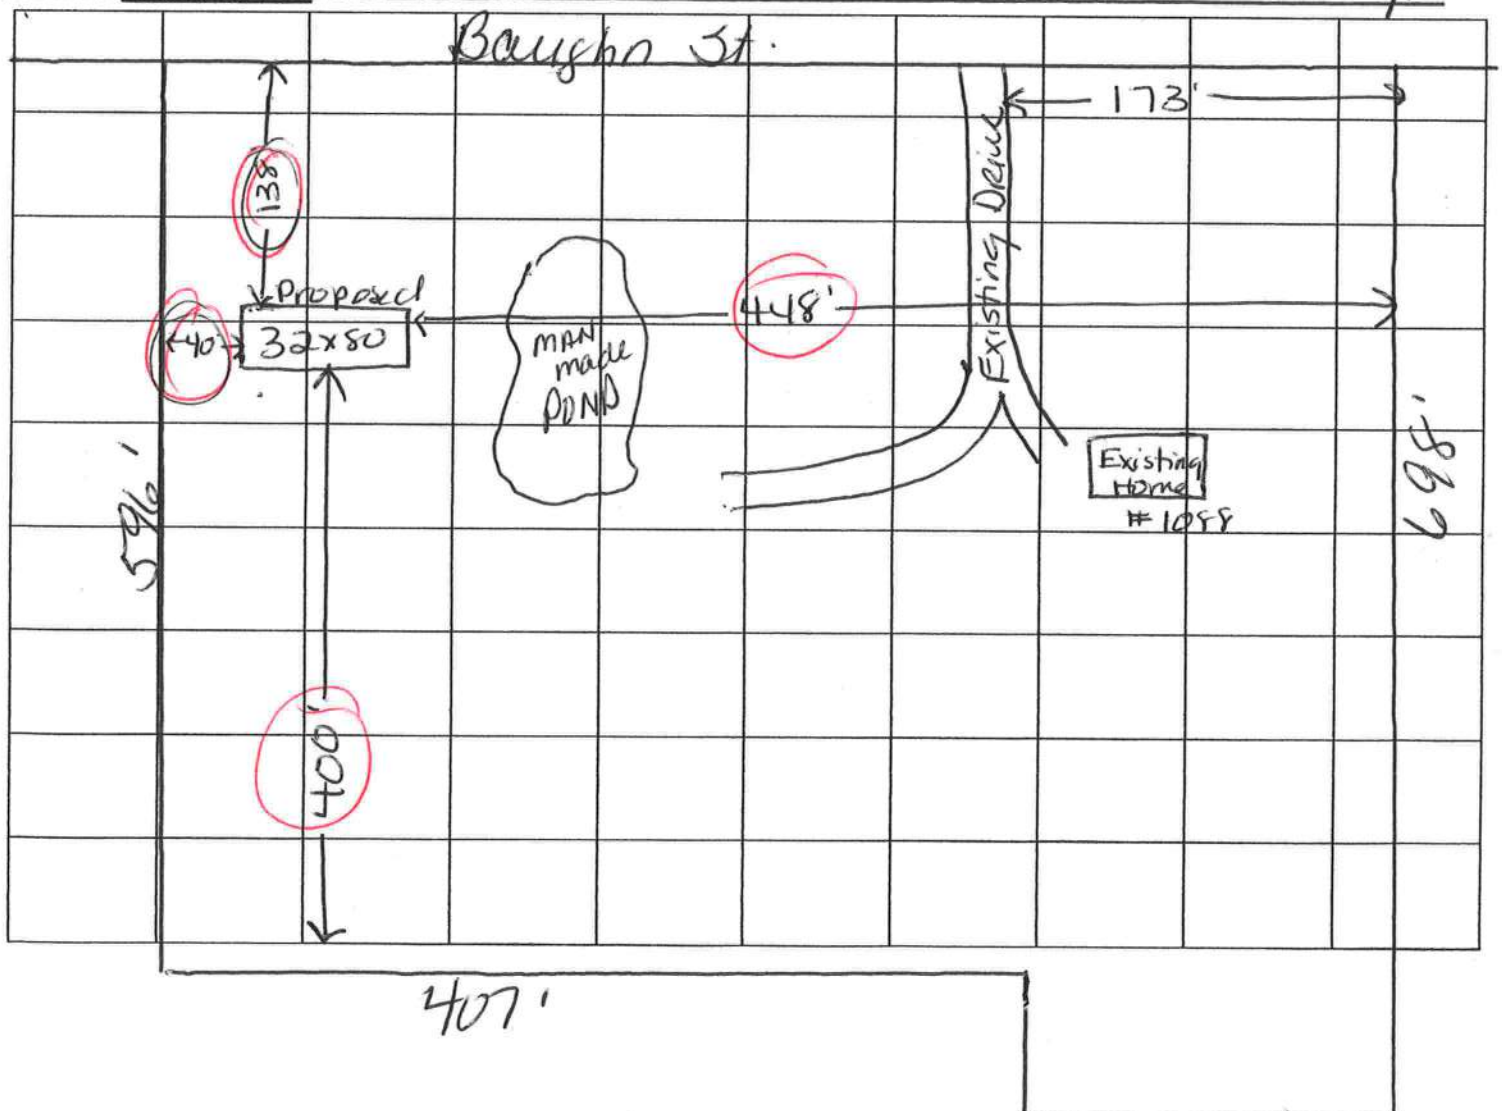 Baughn St.
173'
138'
Existing Drive
Proposed
448'
40'
32x80
MAN
made
POND
596'
Existing
Home
#1088
698'
400'
407'